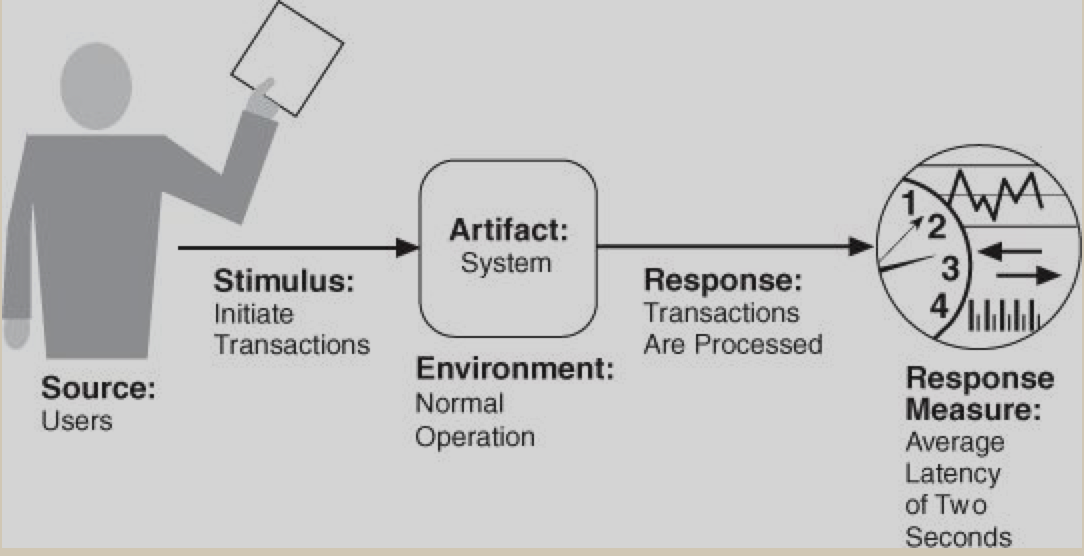 Source:
Users
Stimulus:
Initiate
Transactions
Artifact:
System
Environment:
Normal
Operation
Response:
Transactions
Are Processed
1
2
3
4
Response
Measure:
Average
Latency
of Two
Seconds